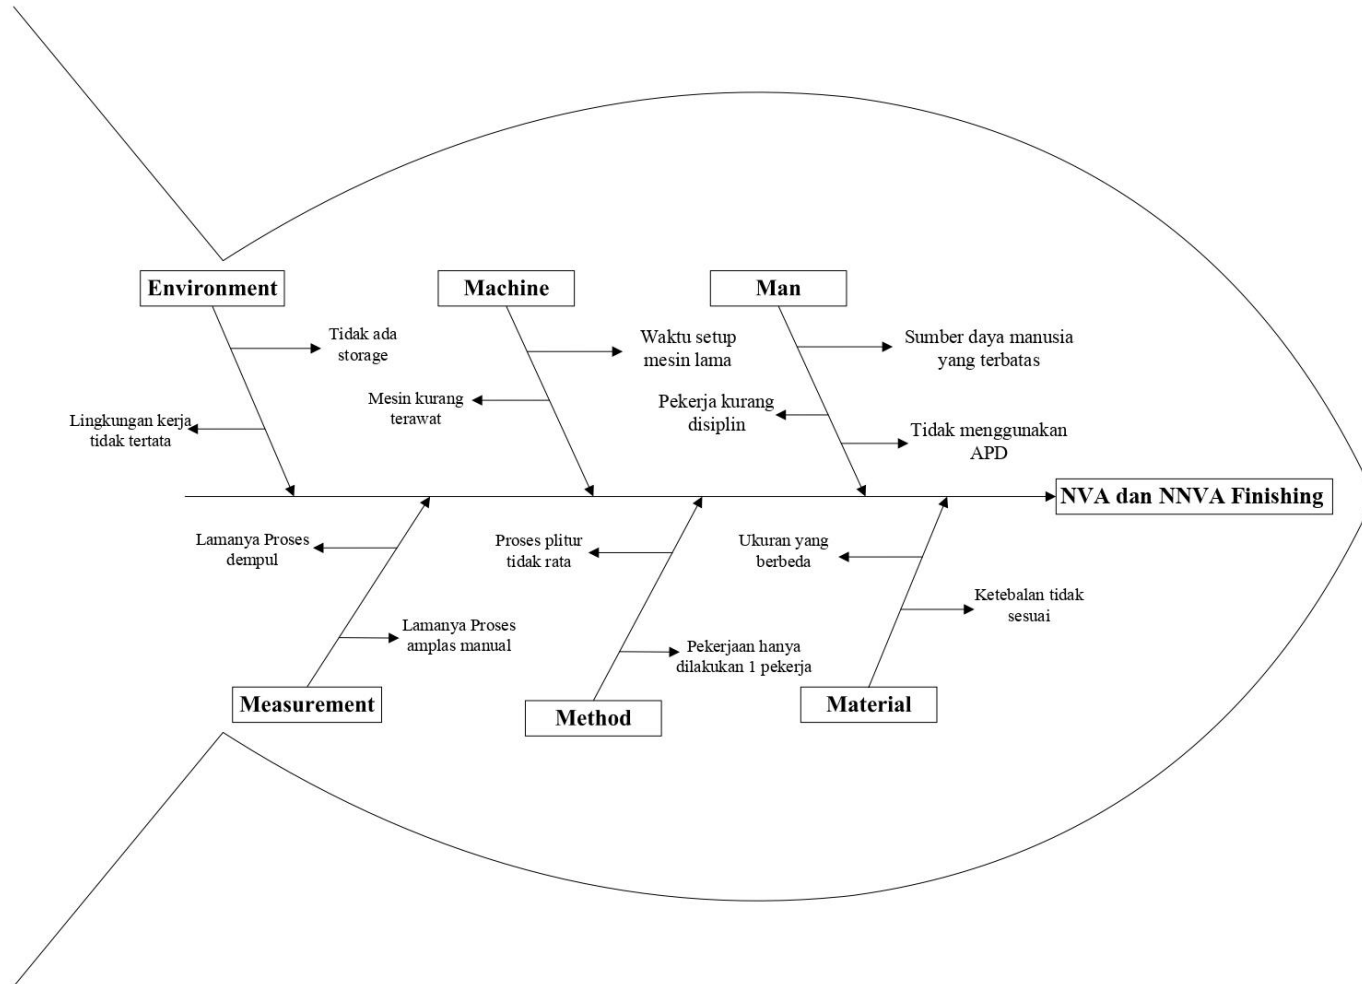 Environment
Machine
Man
Tidak ada
storage
Waktu setup
mesin lama
Sumber daya manusia
yang terbatas
Lingkungan kerja
tidak tertata
Mesin kurang
terawat
Pekerja kurang
disiplin
Tidak menggunakan
APD
NVA dan NNVA Finishing
Lamanya Proses
dempul
Proses plitur
tidak rata
Ukuran yang
berbeda
Lamanya Proses
amplas manual
Pekerjaan hanya
dilakukan 1 pekerja
Ketebalan tidak
sesuai
Measurement
Method
Material